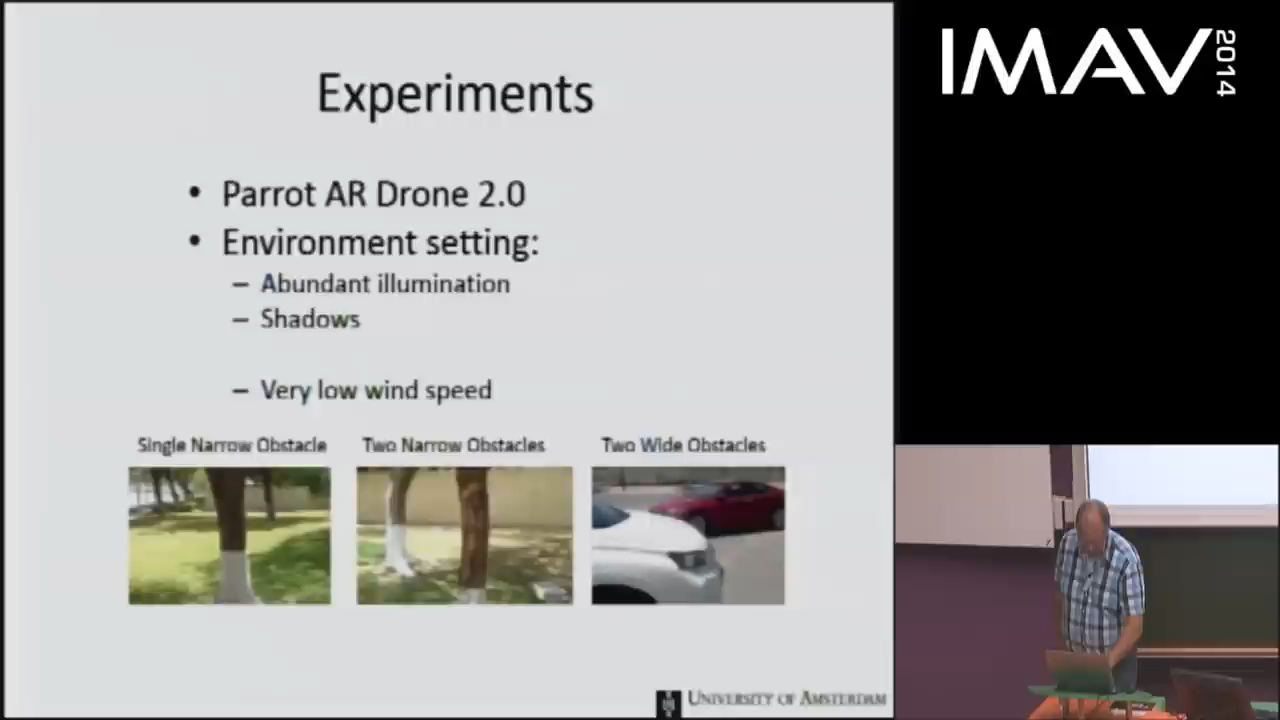 Experiments
• Parrot AR Drone 2.0
• Environment setting:
– Abundant illumination
– Shadows
– Very low wind speed
Single Narrow Obstacle
Two Narrow Obstacles
Two Wide Obstacles
UNIVERSITY OF AMSTERDAM
IMAV 2014